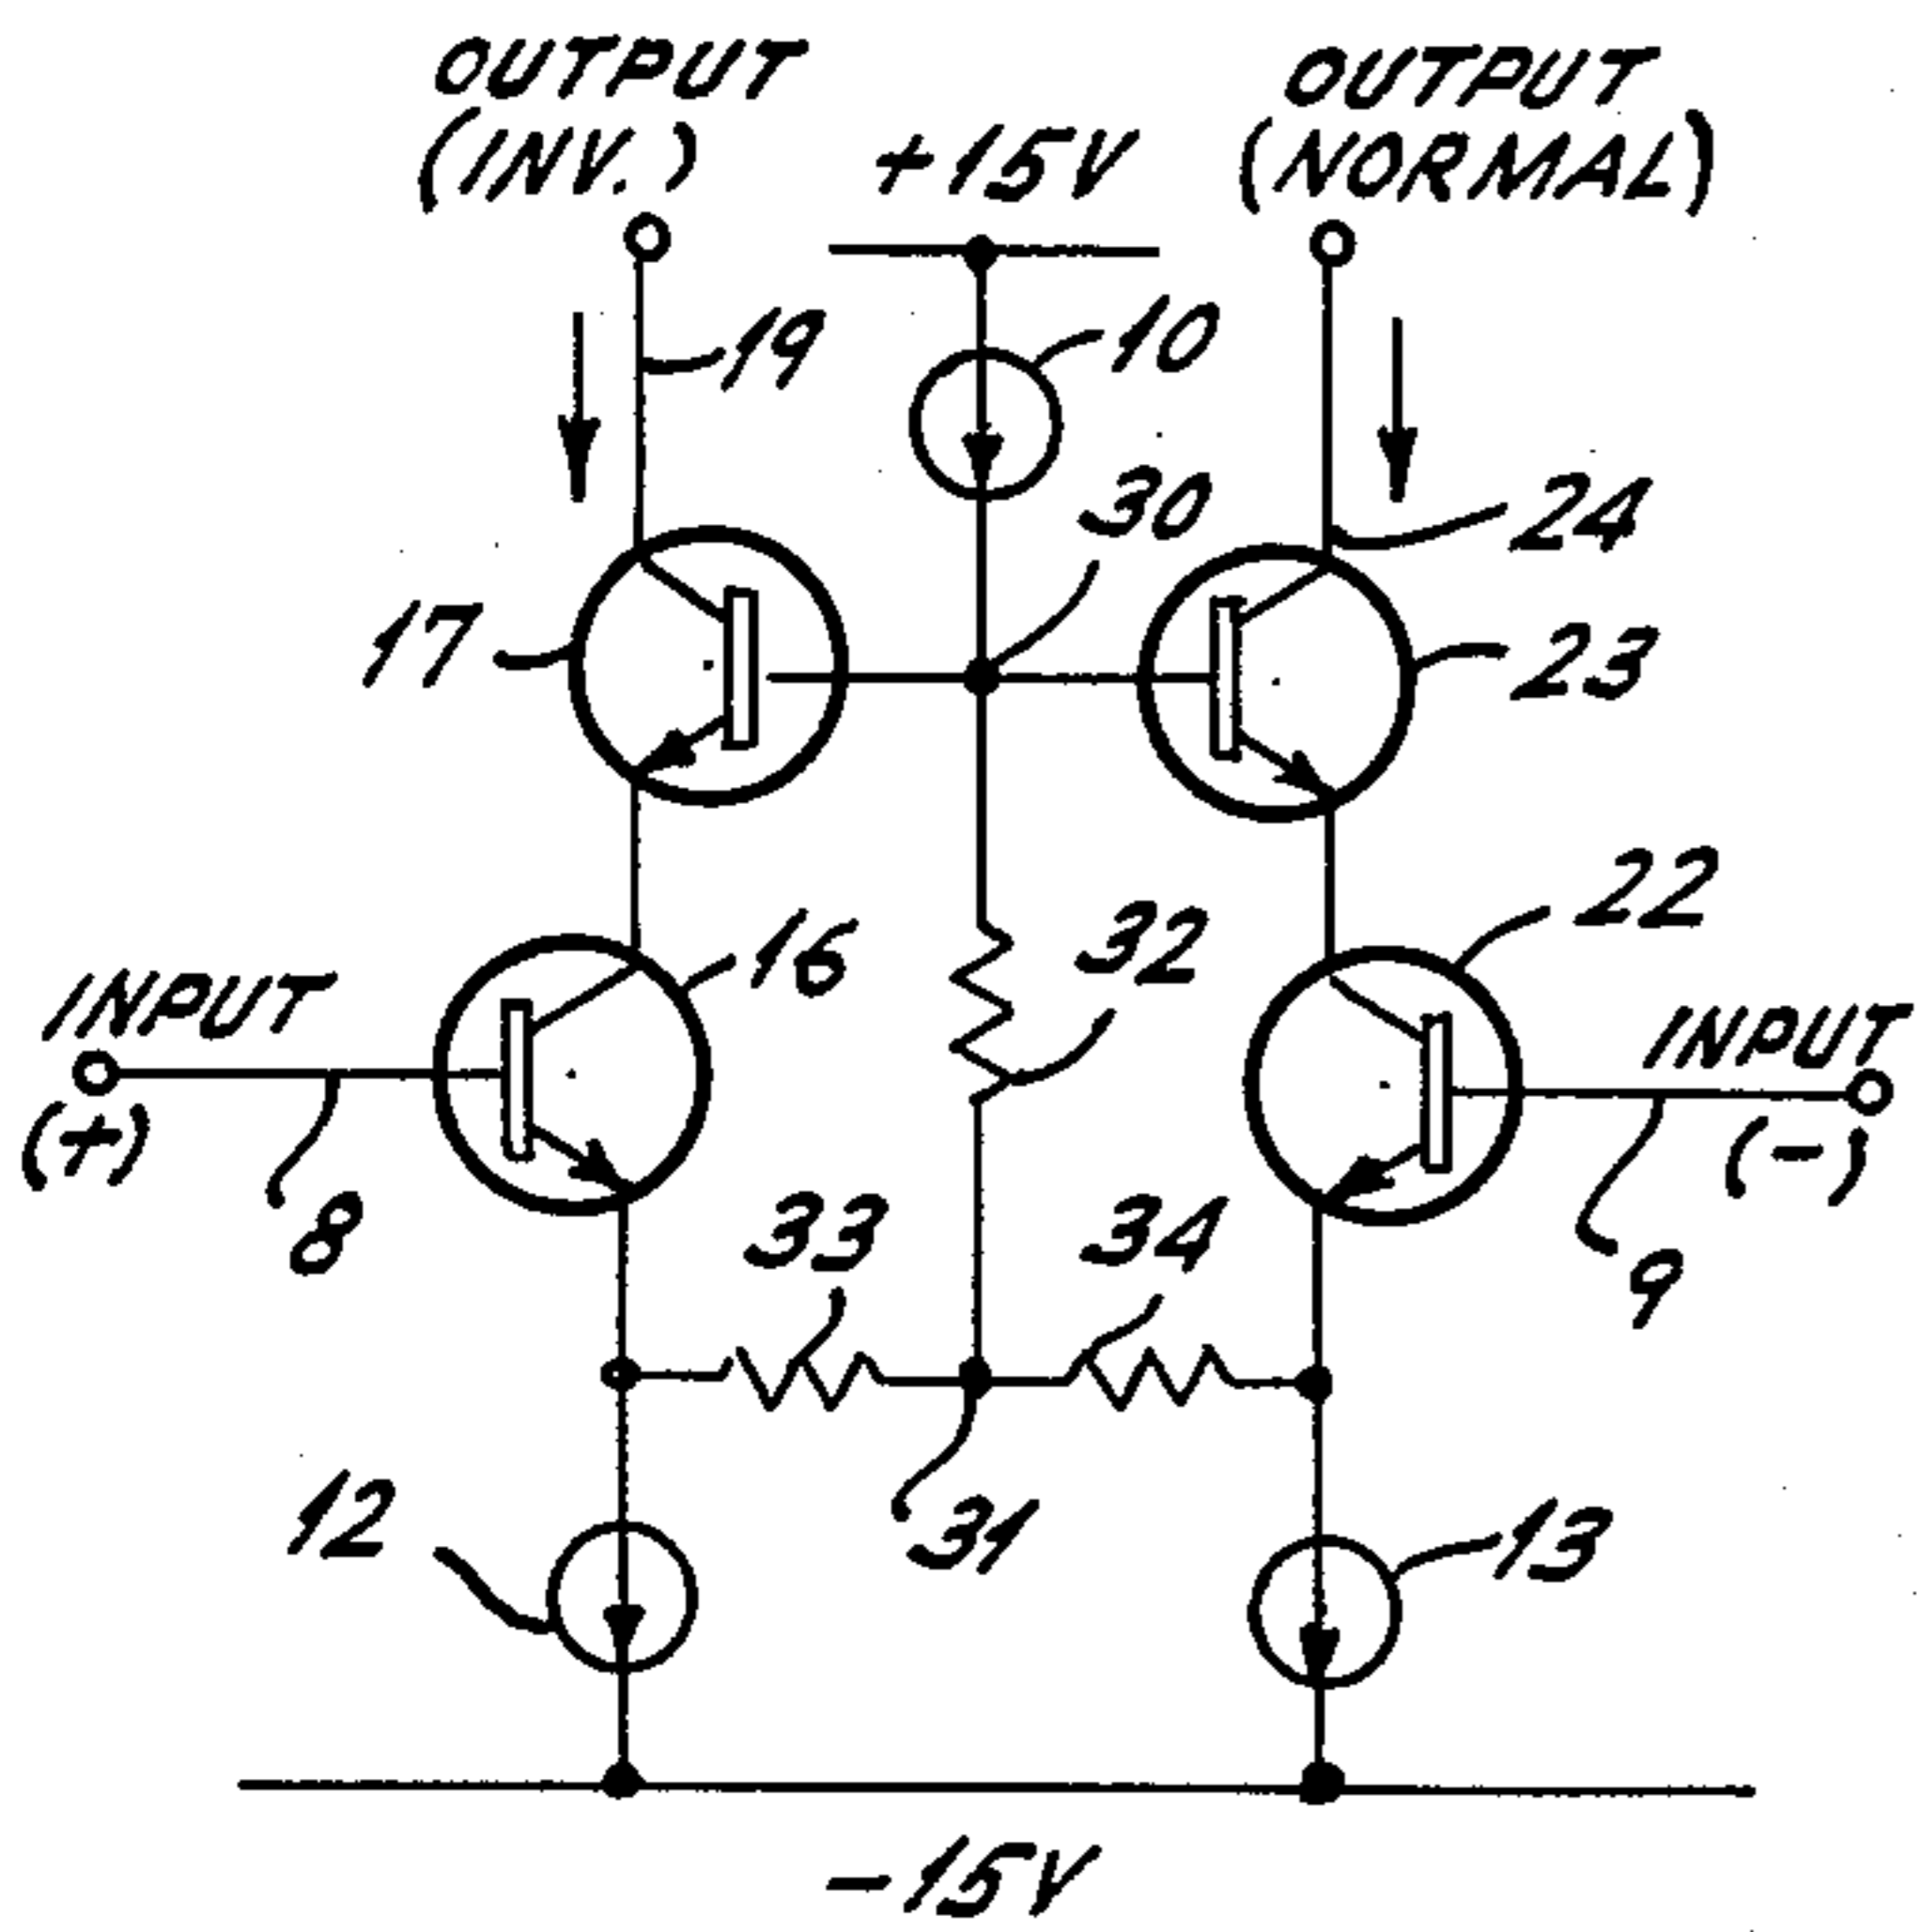 OUTPUT
(INV.)
+15V
OUTPUT
(NORMAL)
19
10
30
24
17
23
22
16
32
INPUT
(+)
INPUT
(-)
8
33
34
9
12
31
13
-15V